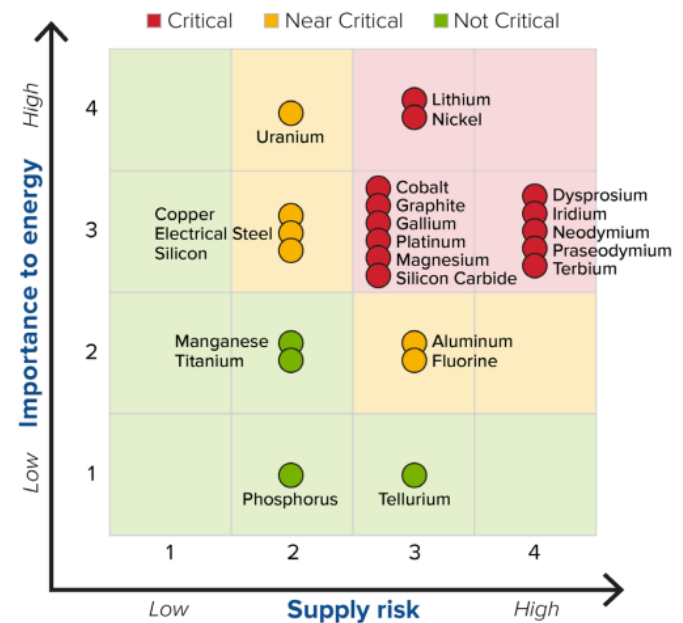 Critical
Near Critical
Not Critical
Importance to energy
High
Low
4
3
2
1
Lithium
Nickel
Uranium
Copper
Electrical Steel
Silicon
Cobalt
Graphite
Gallium
Platinum
Magnesium
Silicon Carbide
Dysprosium
Iridium
Neodymium
Praseodymium
Terbium
Manganese
Titanium
Aluminum
Fluorine
Phosphorus
Tellurium
1
2
3
4
Low
Supply risk
High